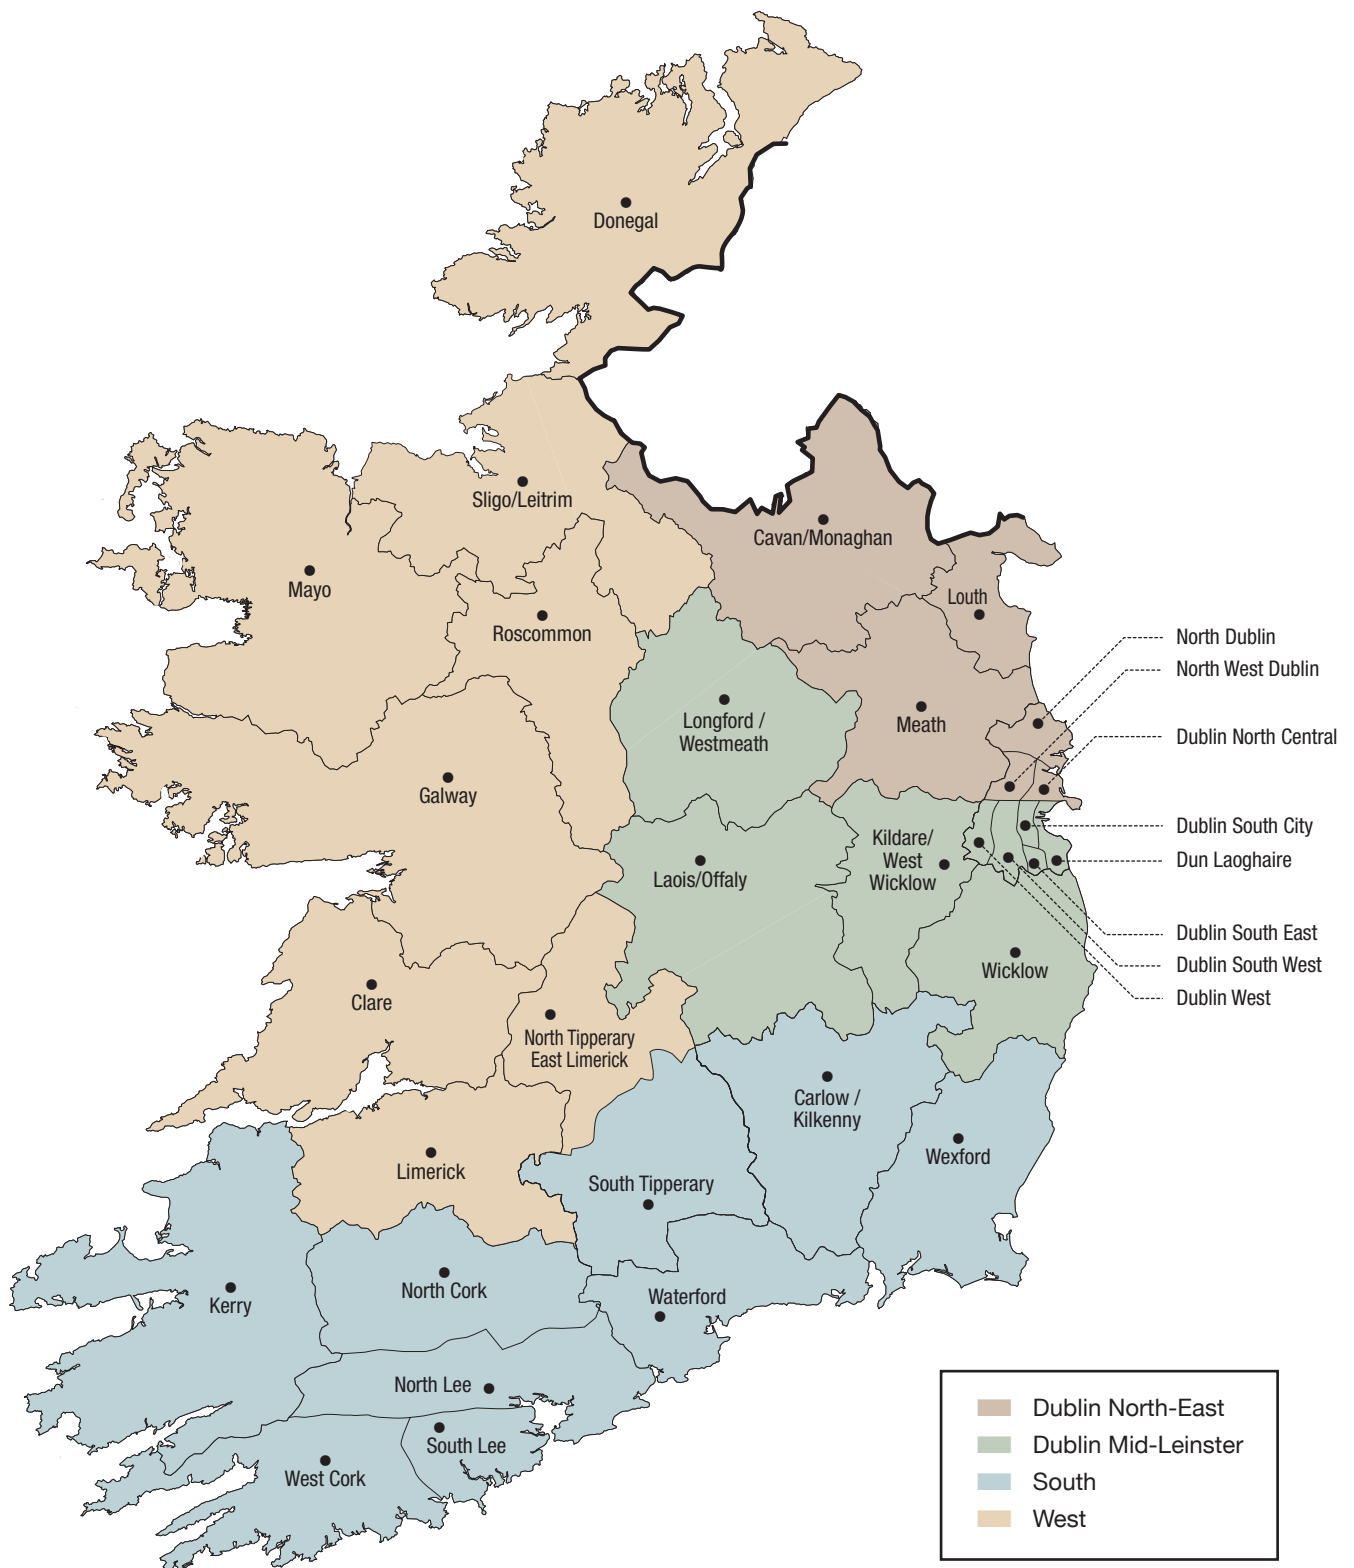 Donegal
Sligo/Leitrim
Cavan/Monaghan
Mayo
Louth
Roscommon
North Dublin
North West Dublin
Longford /
Westmeath
Meath
Dublin North Central
Galway
Dublin South City
Kildare/
West
Wicklow
Dun Laoghaire
Laois/Offaly
Dublin South East
Wicklow
Dublin South West
Clare
Dublin West
North Tipperary
East Limerick
Carlow /
Kilkenny
Wexford
Limerick
South Tipperary
North Cork
Waterford
Kerry
North Lee
South Lee
West Cork
Dublin North-East
Dublin Mid-Leinster
South
West